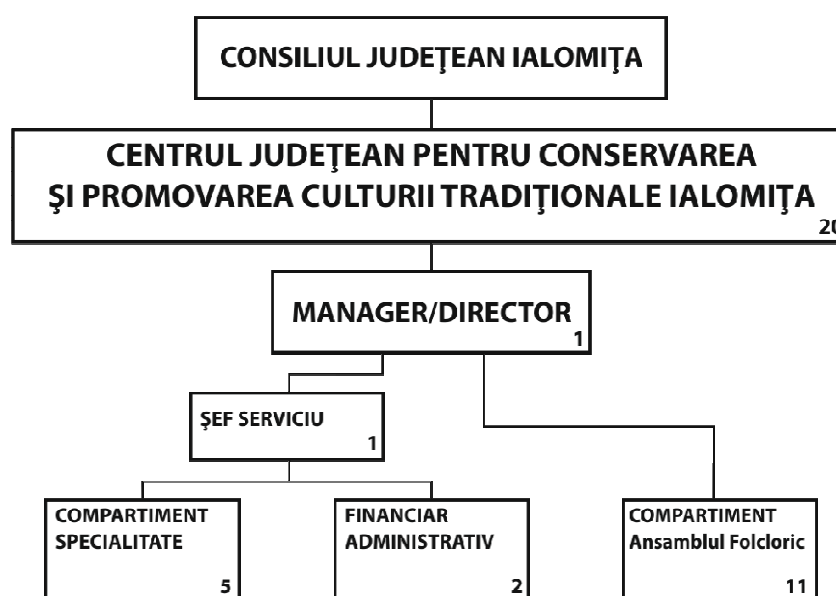 CONSILIUL JUDEŢEAN IALOMIŢA
CENTRUL JUDEŢEAN PENTRU CONSERVAREA
ŞI PROMOVAREA CULTURII TRADIŢIONALE IALOMIŢA
20
MANAGER/DIRECTOR
1
ŞEF SERVICIU
1
COMPARTIMENT
SPECIALITATE
5
FINANCIAR
ADMINISTRATIV
2
COMPARTIMENT
Ansamblul Folcloric
11